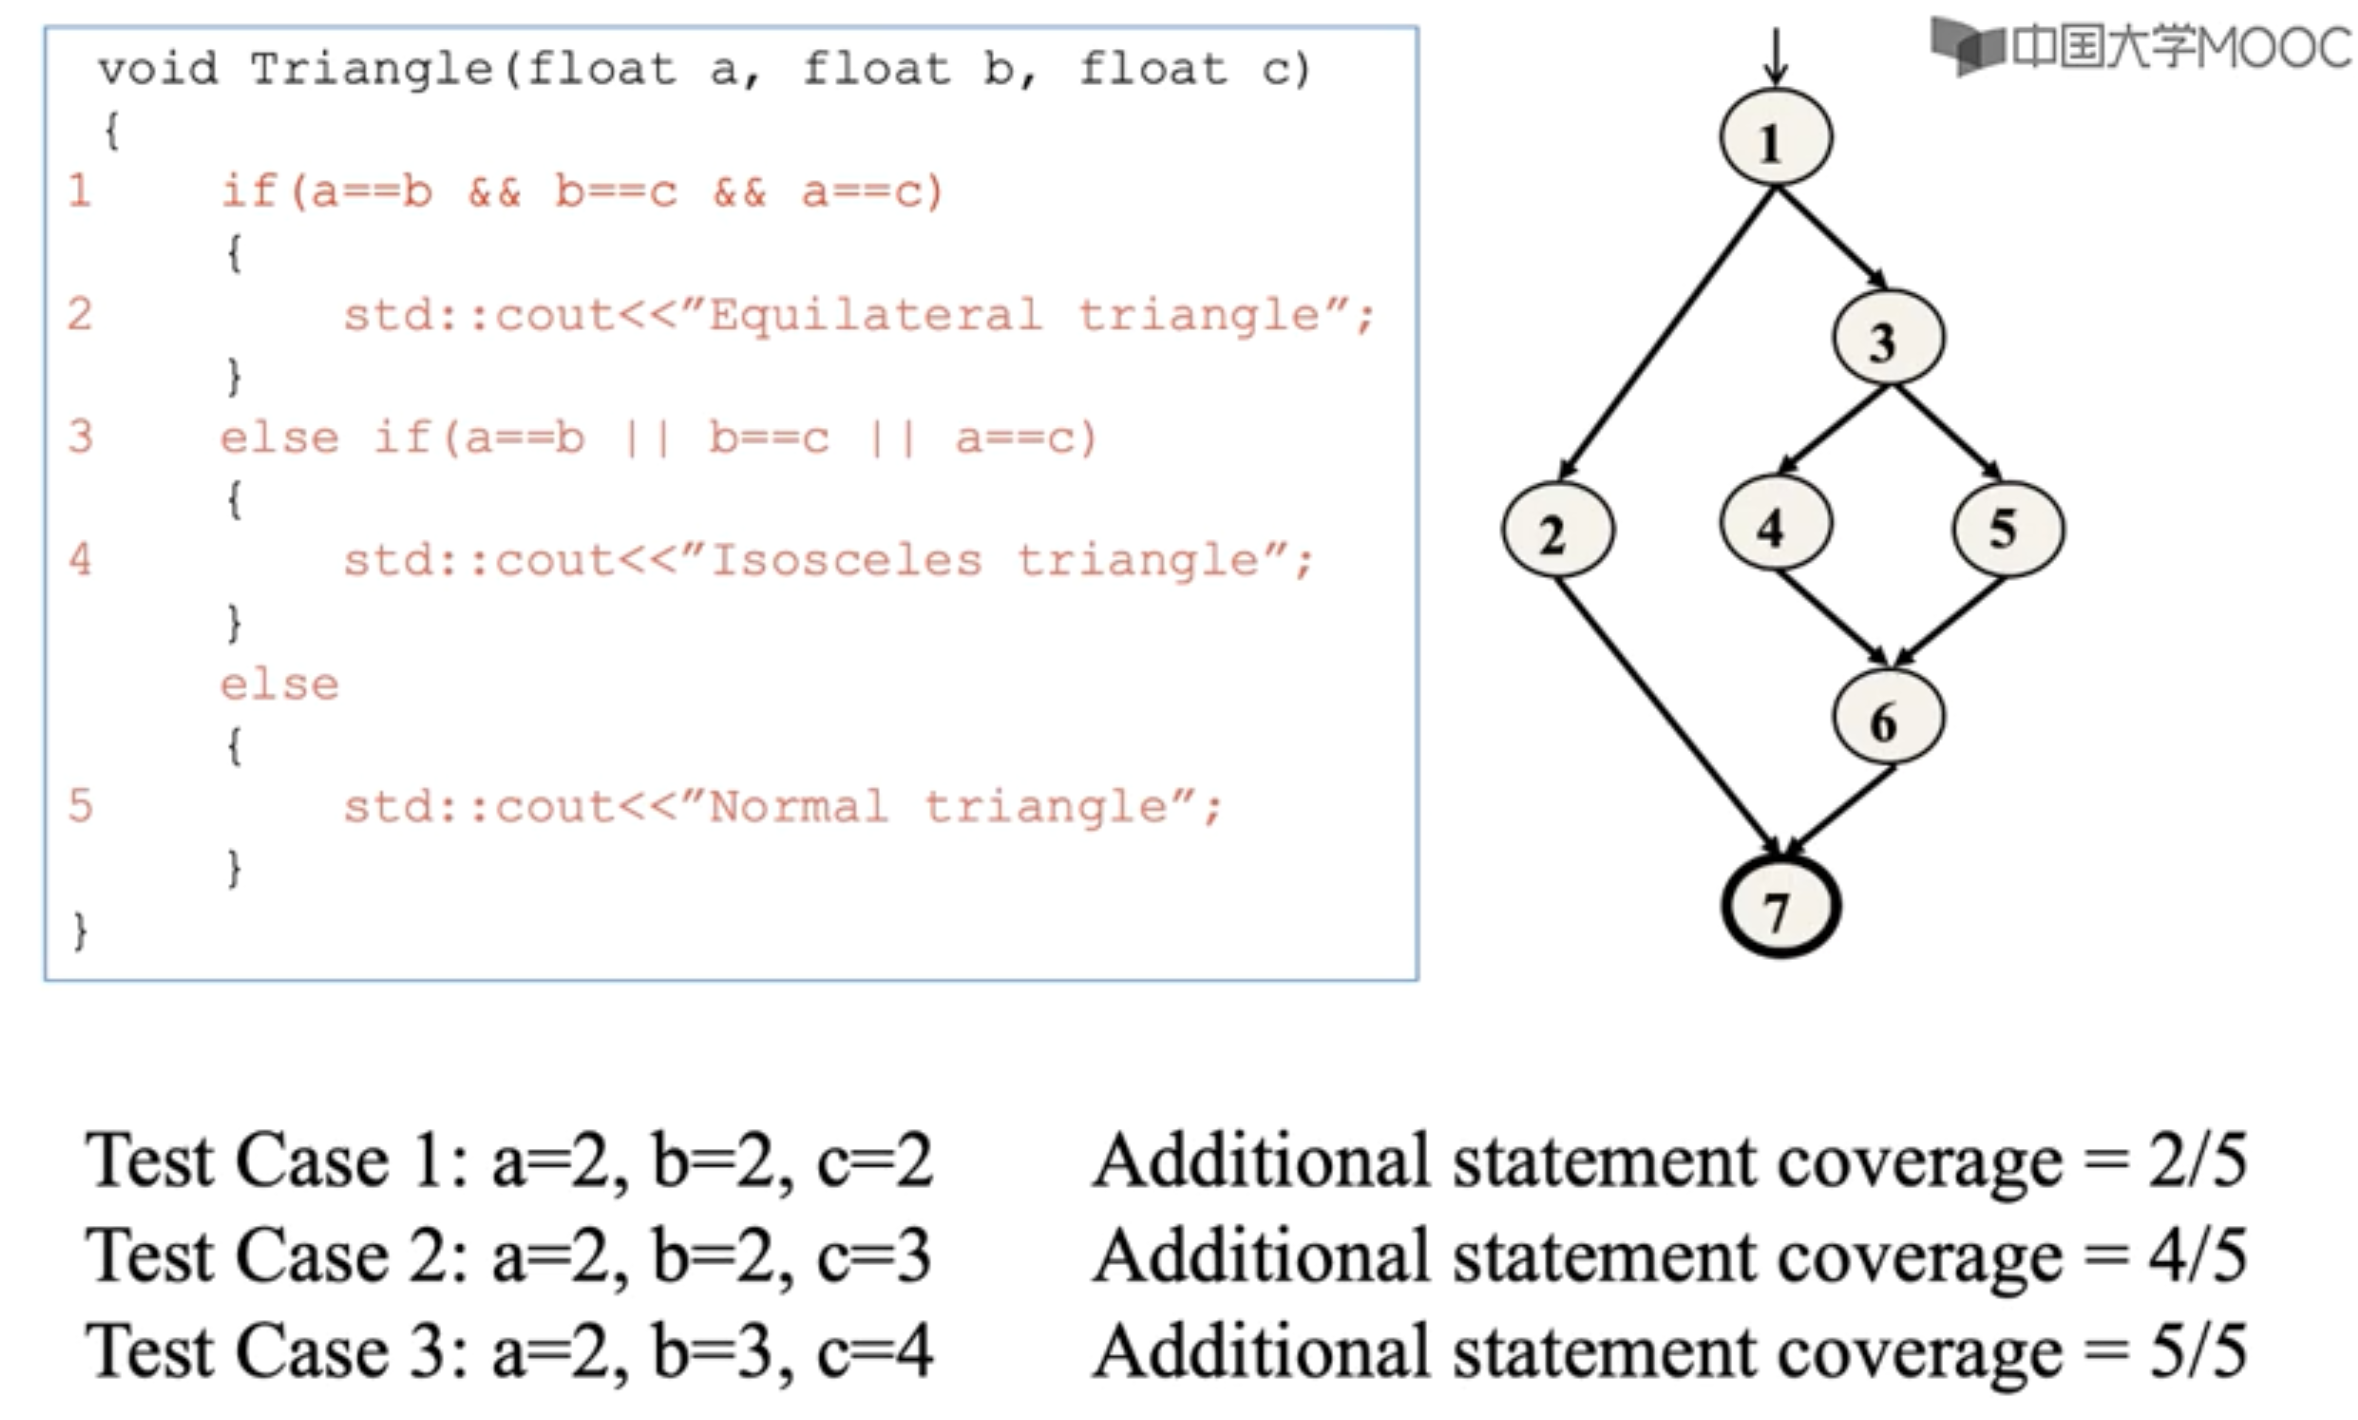 void Triangle(float a, float b, float c)
{
1 if(a==b && b==c && a==c)
{
2 std::cout<<”Equilateral triangle”;
}
3 else if(a==b || b==c || a==c)
{
4 std::cout<<”Isosceles triangle”;
}
else
{
5 std::cout<<”Normal triangle”;
}
}
中国大学MOOC
1
3
2
4
5
6
7
Test Case 1: a=2, b=2, c=2 Additional statement coverage = 2/5
Test Case 2: a=2, b=2, c=3 Additional statement coverage = 4/5
Test Case 3: a=2, b=3, c=4 Additional statement coverage = 5/5